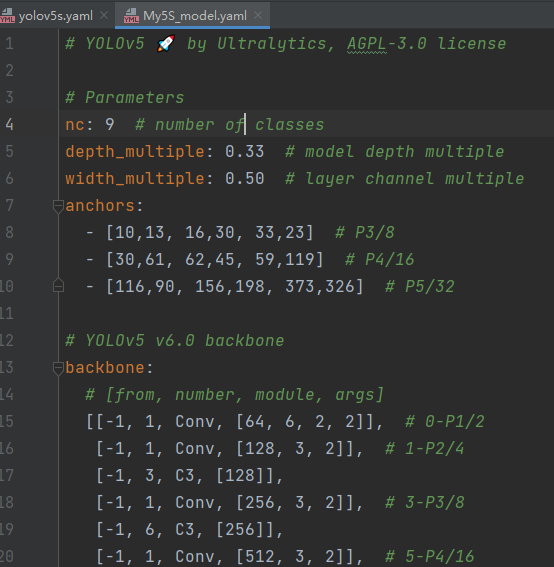 yolov5s.yaml × My5S_model.yaml ×
1 # YOLOv5 🚀 by Ultralytics, AGPL-3.0 license
2
3 # Parameters
4 nc: 9  # number of classes
5 depth_multiple: 0.33  # model depth multiple
6 width_multiple: 0.50  # layer channel multiple
7 anchors:
8   - [10,13, 16,30, 33,23]  # P3/8
9   - [30,61, 62,45, 59,119]  # P4/16
10   - [116,90, 156,198, 373,326]  # P5/32
11
12 # YOLOv5 v6.0 backbone
13 backbone:
14   # [from, number, module, args]
15   [[-1, 1, Conv, [64, 6, 2, 2]],  # 0-P1/2
16    [-1, 1, Conv, [128, 3, 2]],  # 1-P2/4
17    [-1, 3, C3, [128]],
18    [-1, 1, Conv, [256, 3, 2]],  # 3-P3/8
19    [-1, 6, C3, [256]],
20    [-1, 1, Conv, [512, 3, 2]],  # 5-P4/16